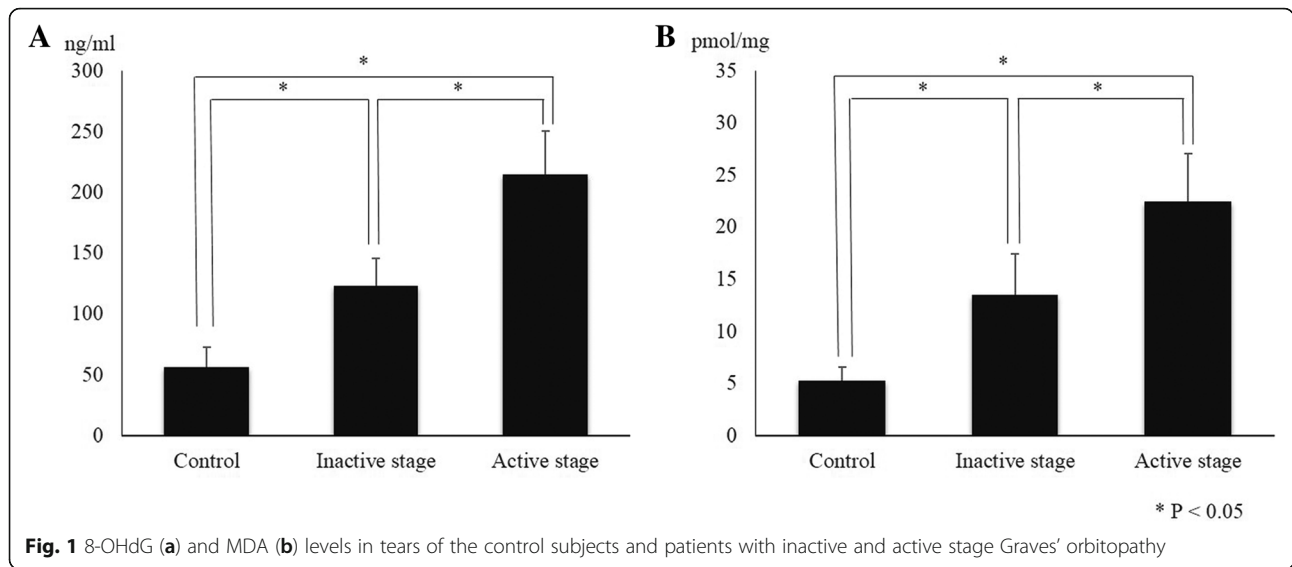 A
ng/ml
300
250
200
150
100
50
0
*
*
*
Control
Inactive stage
Active stage
B
pmol/mg
35
30
25
20
15
10
5
0
*
*
*
Control
Inactive stage
Active stage
* P < 0.05
Fig. 1 8-OHdG (a) and MDA (b) levels in tears of the control subjects and patients with inactive and active stage Graves’ orbitopathy